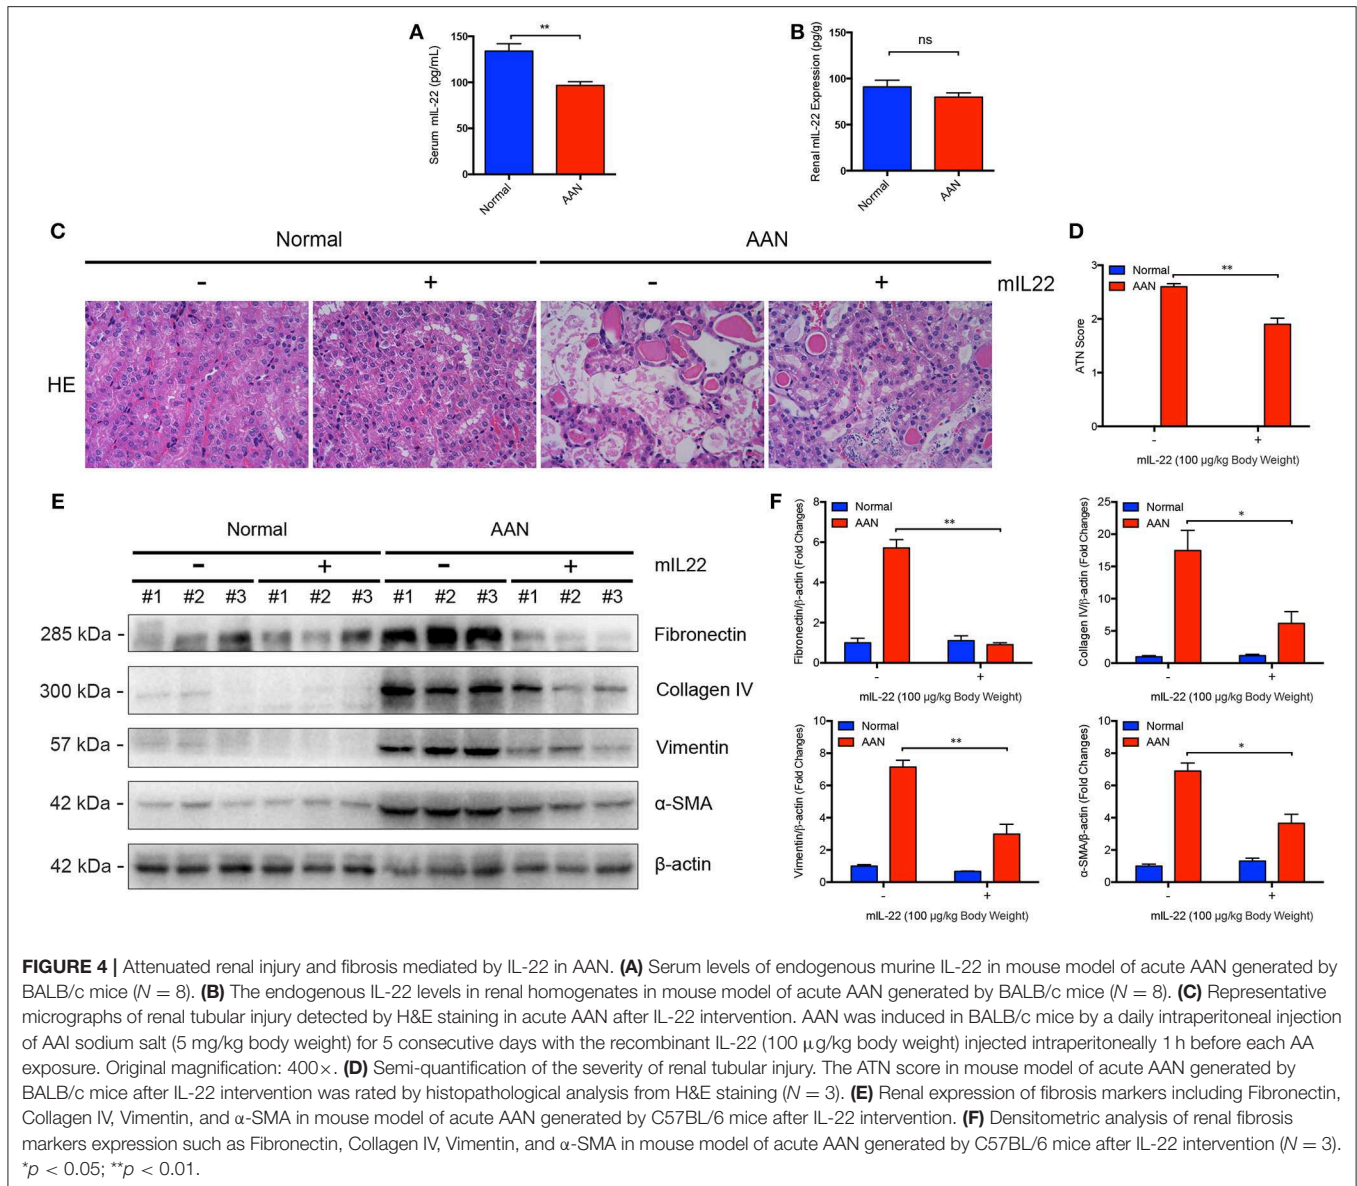 A
Serum mIL-22 (pg/mL)
150
100
50
0
**
Normal
AAN
B
Renal mIL-22 Expression (pg/g)
150
100
50
0
ns
Normal
AAN
C
Normal AAN
- + - + mIL22
HE
D
ATN Score
3
2
1
0
Normal
AAN
**
- +
mIL-22 (100 µg/kg Body Weight)
E
Normal AAN
- + - + mIL22
#1 #2 #3 #1 #2 #3 #1 #2 #3 #1 #2 #3
285 kDa - Fibronectin
300 kDa - Collagen IV
57 kDa - Vimentin
42 kDa - α-SMA
42 kDa - β-actin
F
Fibronectin/β-actin (Fold Changes)
8
6
4
2
0
Normal
AAN
**
- +
mIL-22 (100 µg/kg Body Weight)
Collagen IV/β-actin (Fold Changes)
25
20
15
10
5
0
Normal
AAN
*
- +
mIL-22 (100 µg/kg Body Weight)
Vimentin/β-actin (Fold Changes)
10
8
6
4
2
0
Normal
AAN
**
- +
mIL-22 (100 µg/kg Body Weight)
α-SMA/β-actin (Fold Changes)
10
8
6
4
2
0
Normal
AAN
*
- +
mIL-22 (100 µg/kg Body Weight)
FIGURE 4 | Attenuated renal injury and fibrosis mediated by IL-22 in AAN. (A) Serum levels of endogenous murine IL-22 in mouse model of acute AAN generated by
BALB/c mice (N = 8). (B) The endogenous IL-22 levels in renal homogenates in mouse model of acute AAN generated by BALB/c mice (N = 8). (C) Representative
micrographs of renal tubular injury detected by H&E staining in acute AAN after IL-22 intervention. AAN was induced in BALB/c mice by a daily intraperitoneal injection
of AAI sodium salt (5 mg/kg body weight) for 5 consecutive days with the recombinant IL-22 (100 µg/kg body weight) injected intraperitoneally 1 h before each AA
exposure. Original magnification: 400×. (D) Semi-quantification of the severity of renal tubular injury. The ATN score in mouse model of acute AAN generated by
BALB/c mice after IL-22 intervention was rated by histopathological analysis from H&E staining (N = 3). (E) Renal expression of fibrosis markers including Fibronectin,
Collagen IV, Vimentin, and α-SMA in mouse model of acute AAN generated by C57BL/6 mice after IL-22 intervention. (F) Densitometric analysis of renal fibrosis
markers expression such as Fibronectin, Collagen IV, Vimentin, and α-SMA in mouse model of acute AAN generated by C57BL/6 mice after IL-22 intervention (N = 3).
*p < 0.05; **p < 0.01.